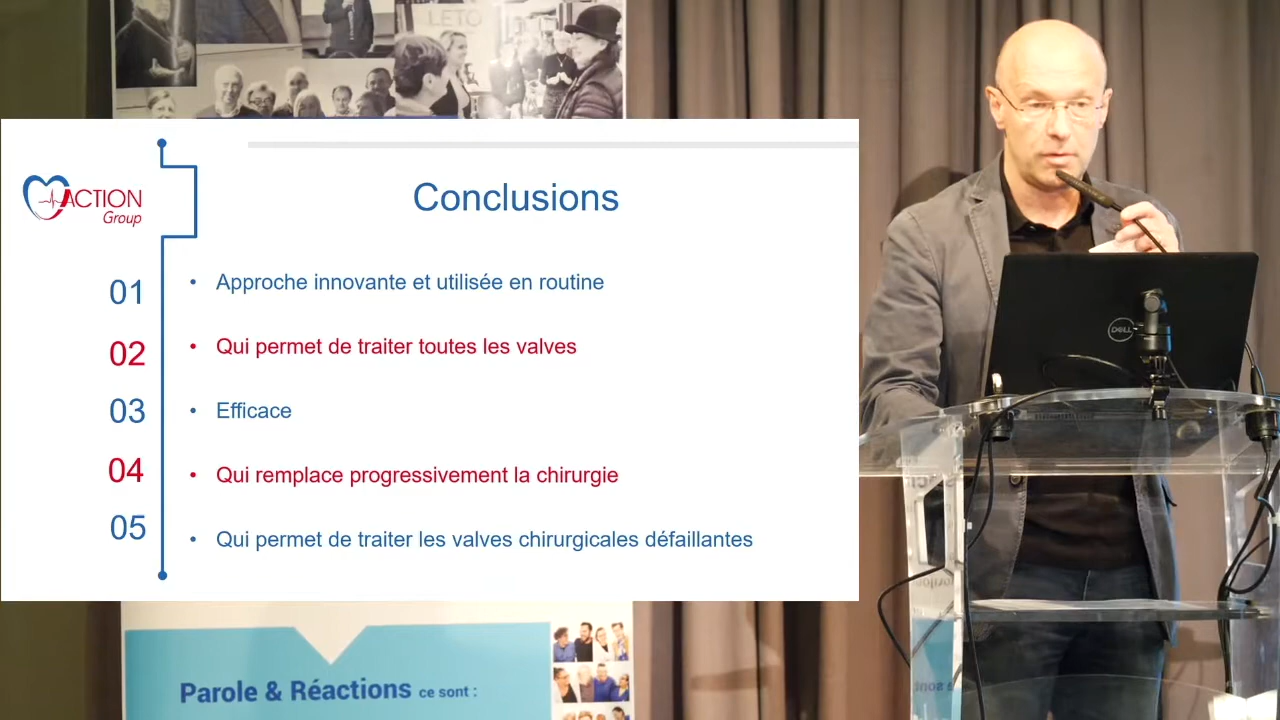 LETO
ACTION
Group
Conclusions
01
• Approche innovante et utilisée en routine
02
• Qui permet de traiter toutes les valves
03
• Efficace
04
• Qui remplace progressivement la chirurgie
05
• Qui permet de traiter les valves chirurgicales défaillantes
DELL
Parole & Réactions ce sont :